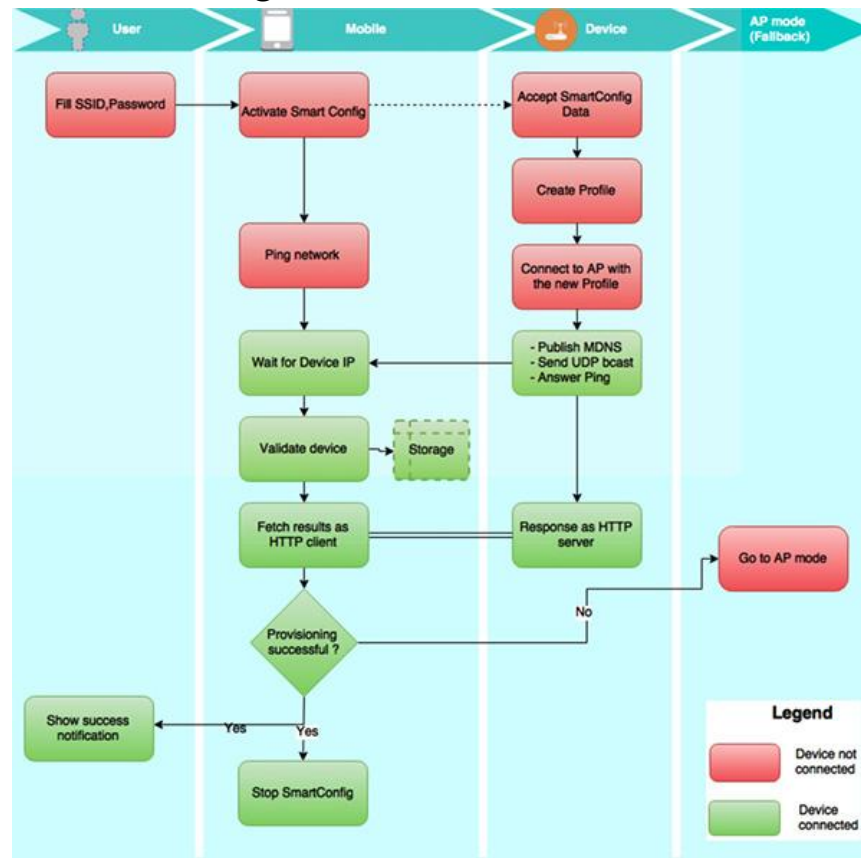 User
Mobile
Device
AP mode
(Fallback)
Fill SSID,Password
Activate Smart Config
Accept SmartConfig
Data
Create Profile
Ping network
Connect to AP with
the new Profile
Wait for Device IP
- Publish MDNS
- Send UDP bcast
- Answer Ping
Validate device
Storage
Fetch results as
HTTP client
Response as HTTP
server
Go to AP mode
No
Provisioning
successful ?
Show success
notification
Yes
Yes
Stop SmartConfig
Legend
Device not
connected
Device
connected